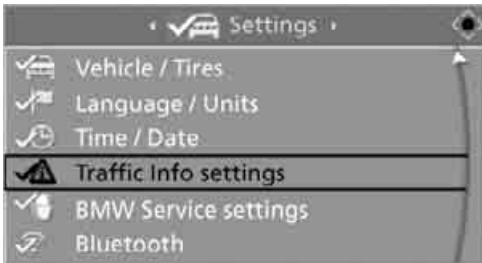 Settings
Vehicle / Tires
Language / Units
Time / Date
Traffic Info settings
BMW Service settings
Bluetooth